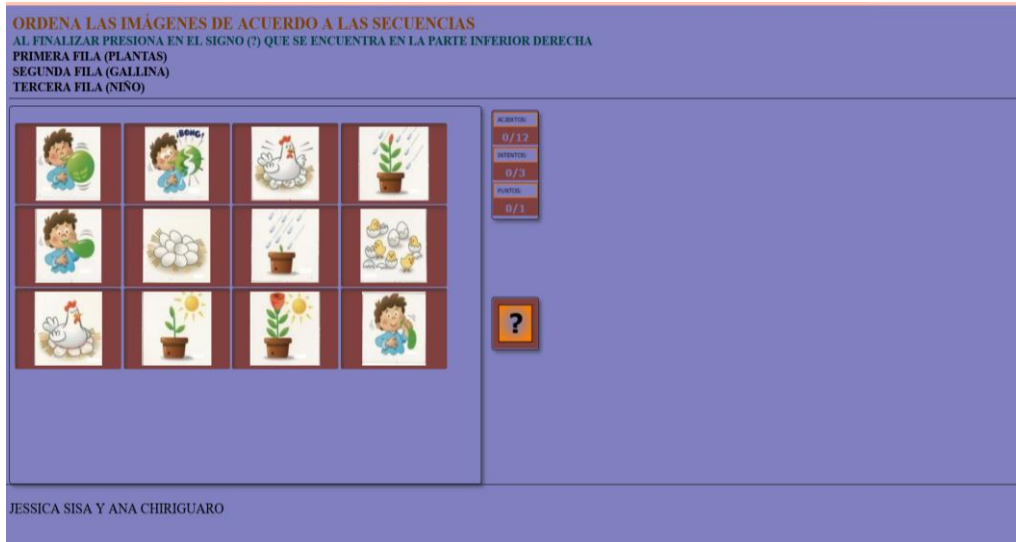 ORDENA LAS IMÁGENES DE ACUERDO A LAS SECUENCIAS
AL FINALIZAR PRESIONA EN EL SIGNO (?) QUE SE ENCUENTRA EN LA PARTE INFERIOR DERECHA
PRIMERA FILA (PLANTAS)
SEGUNDA FILA (GALLINA)
TERCERA FILA (NIÑO)
¡BONG!
ACIERTOS:
0/12
INTENTOS:
0/3
PUNTOS:
0/1
?
JESSICA SISA Y ANA CHIRIGUARO